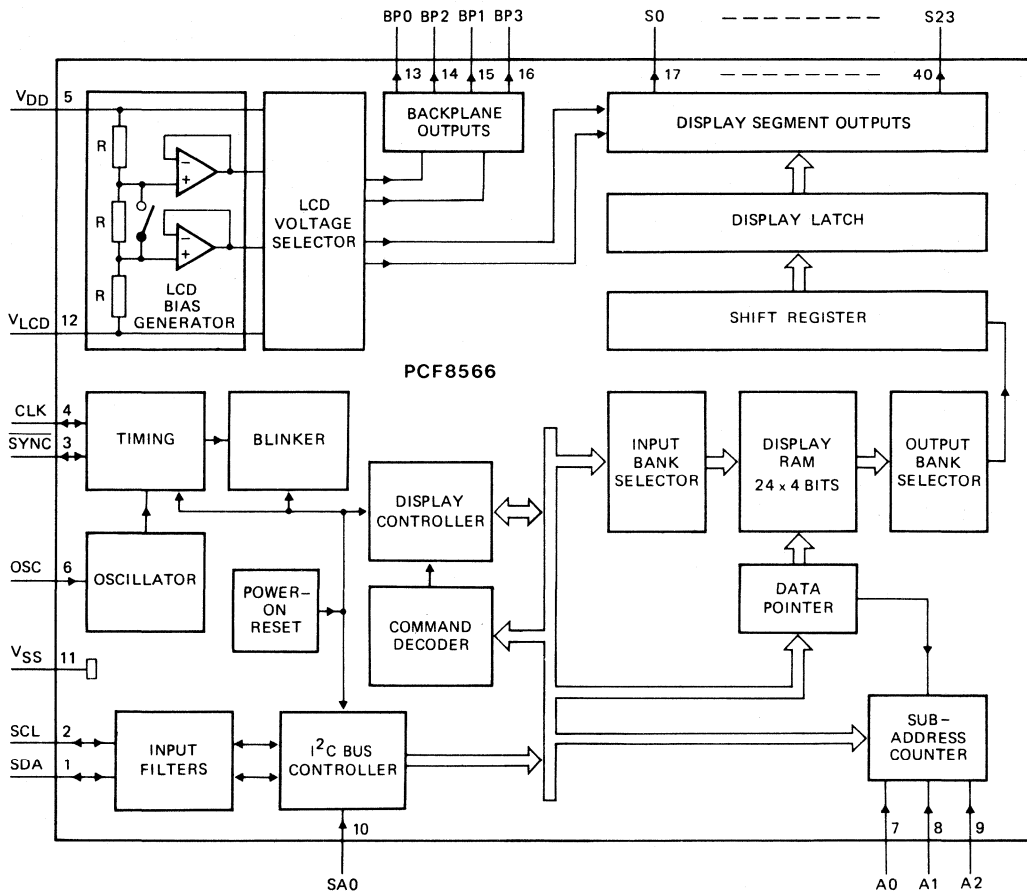 BP0 BP2 BP1 BP3 S0 S23
13 14 15 16 17 40
VDD 5
BACKPLANE
OUTPUTS
DISPLAY SEGMENT OUTPUTS
R
−
+
R
−
+
R
LCD
VOLTAGE
SELECTOR
DISPLAY LATCH
LCD
BIAS
GENERATOR
VLCD 12
SHIFT REGISTER
PCF8566
CLK 4
SYNC 3
TIMING
BLINKER
DISPLAY
CONTROLLER
INPUT
BANK
SELECTOR
DISPLAY
RAM
24 x 4 BITS
OUTPUT
BANK
SELECTOR
OSC 6
OSCILLATOR
POWER–
ON
RESET
COMMAND
DECODER
DATA
POINTER
VSS 11
SCL 2
SDA 1
INPUT
FILTERS
I²C BUS
CONTROLLER
SUB–
ADDRESS
COUNTER
10
7 8 9
SA0
A0 A1 A2